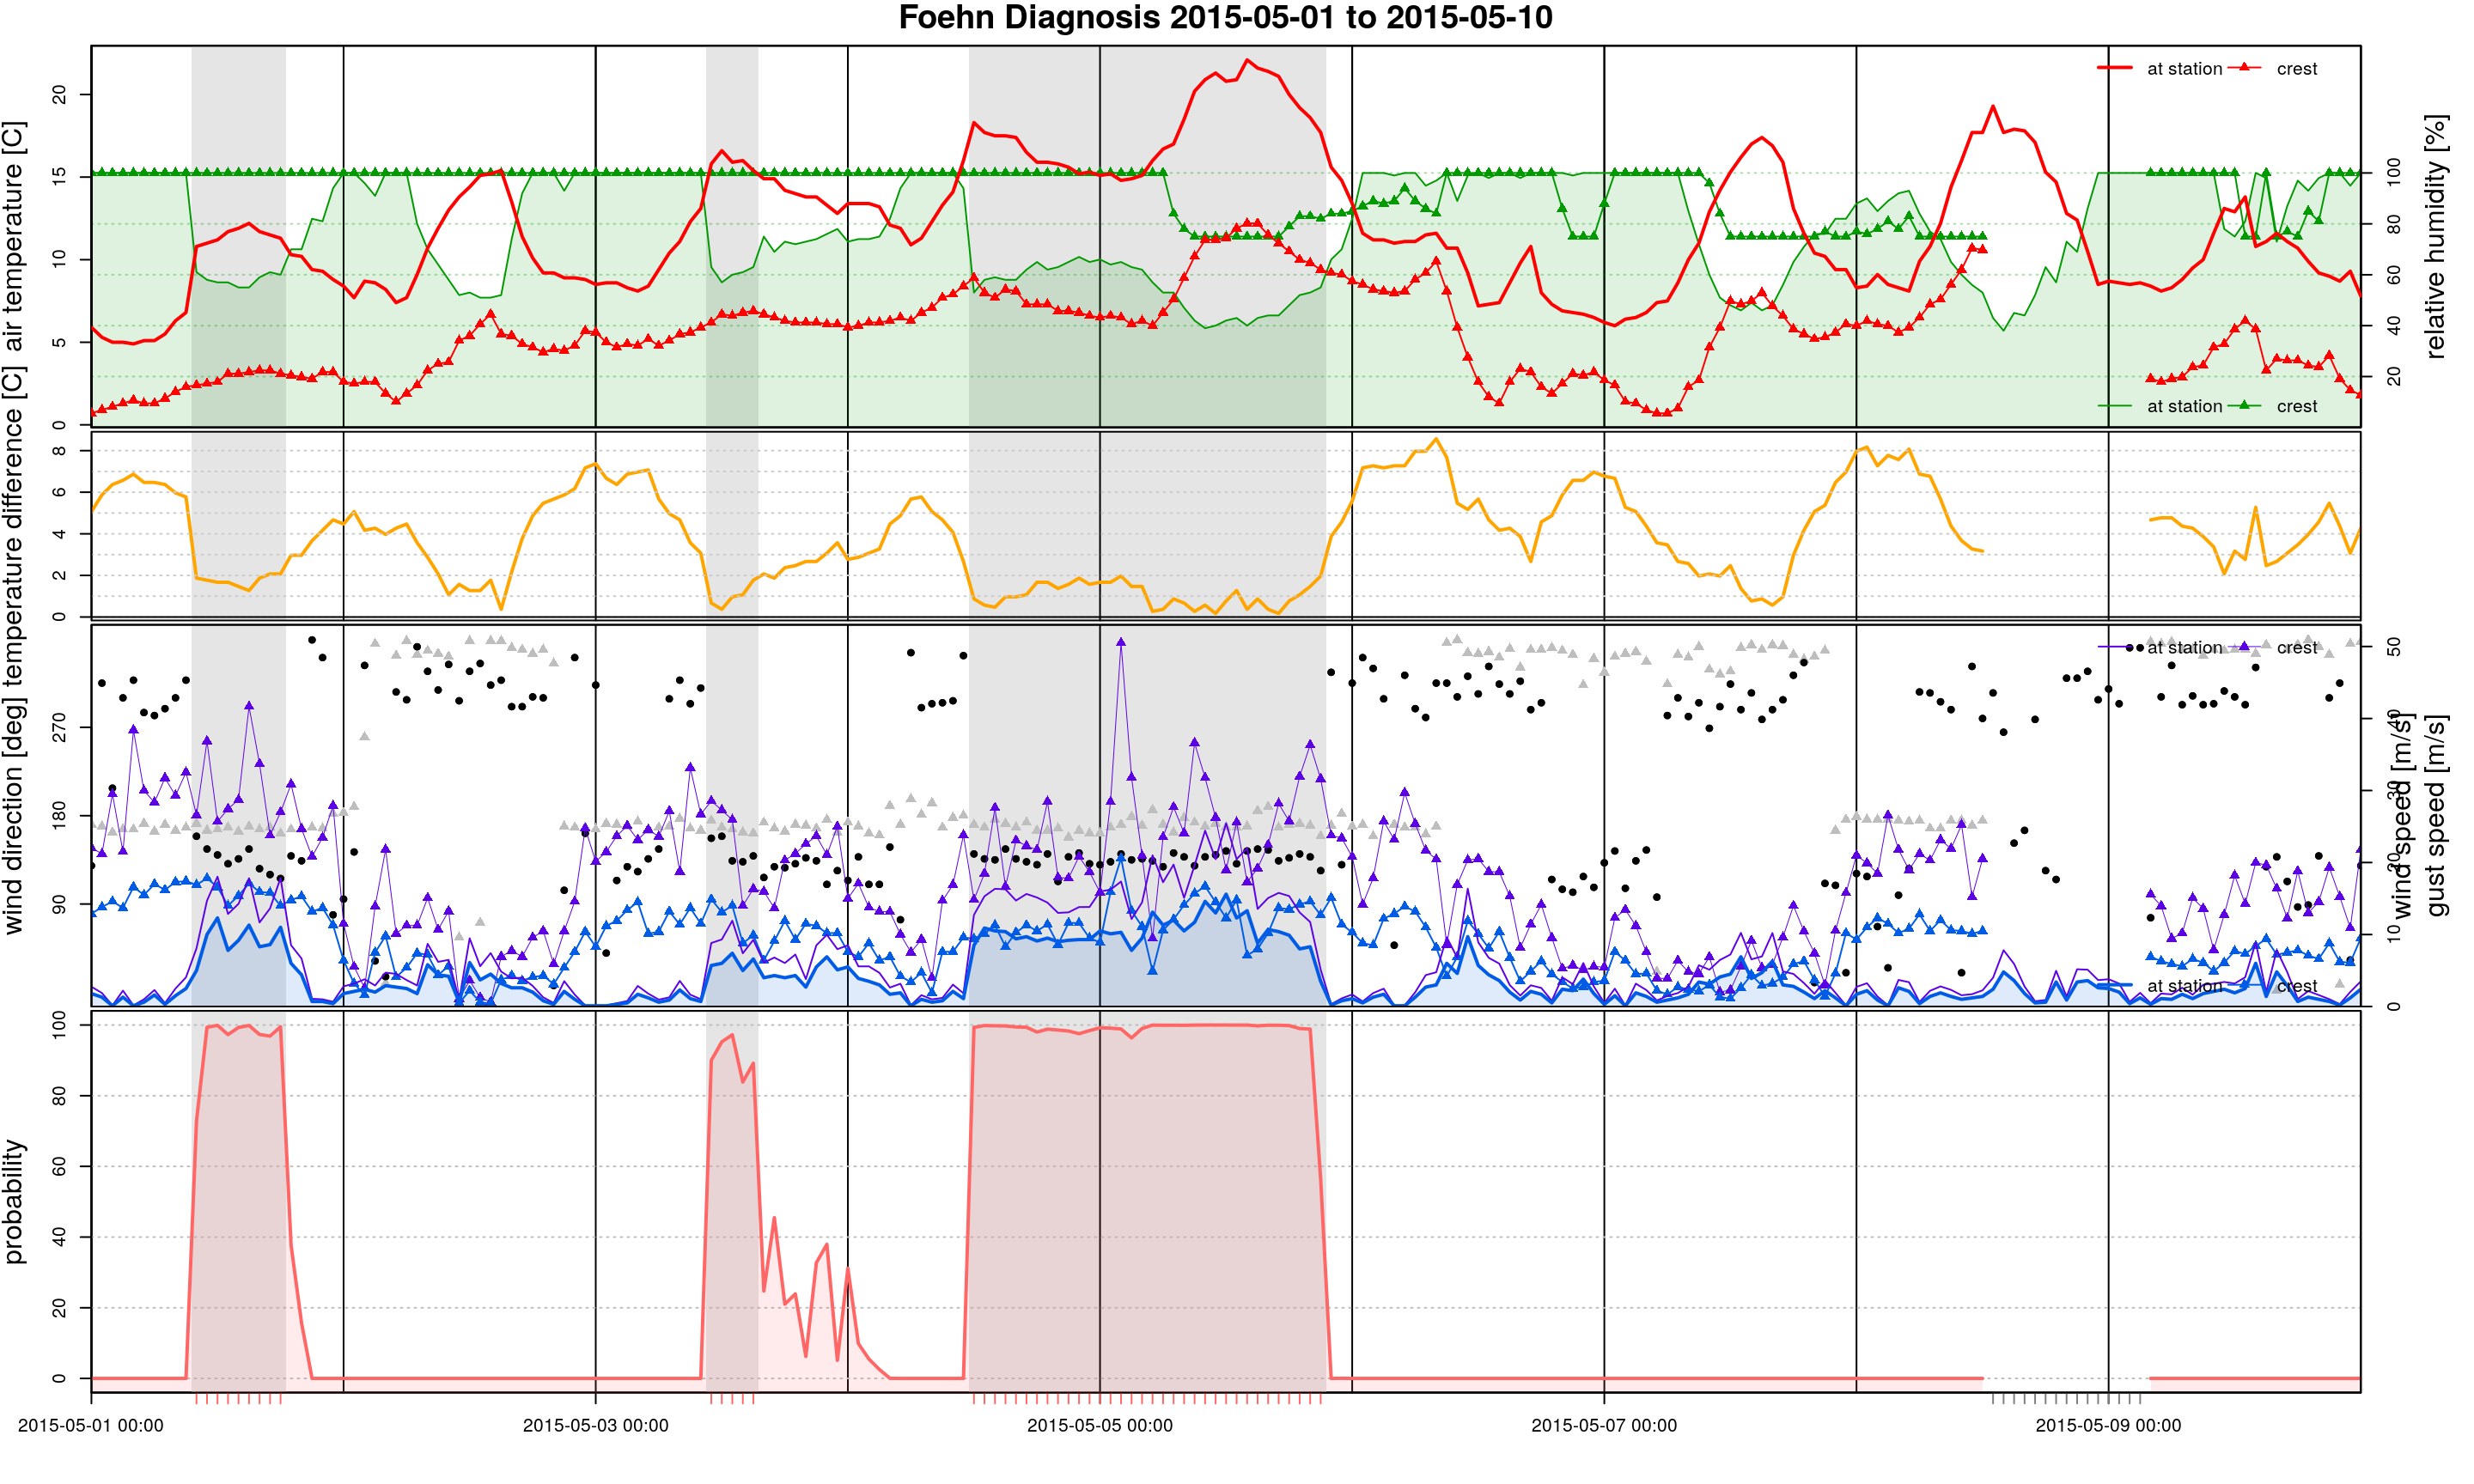 Foehn Diagnosis 2015-05-01 to 2015-05-10
air temperature [C]
0
5
10
15
20
relative humidity [%]
20
40
60
80
100
at station
crest
at station
crest
temperature difference [C]
0
2
4
6
8
wind direction [deg]
90
180
270
wind speed [m/s]
gust speed [m/s]
0
10
20
30
40
50
at station
crest
at station
crest
probability
0
20
40
60
80
100
2015-05-01 00:00
2015-05-03 00:00
2015-05-05 00:00
2015-05-07 00:00
2015-05-09 00:00